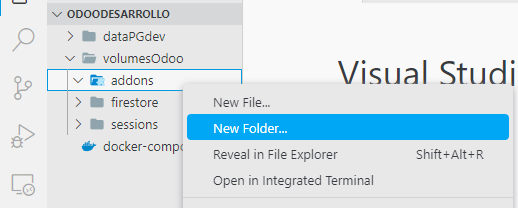 ODOODESARROLLO
dataPGdev
volumesOdoo
addons
firestore
sessions
docker-compo
Visual Studi
New File...
New Folder...
Reveal in File Explorer Shift+Alt+R
Open in Integrated Terminal